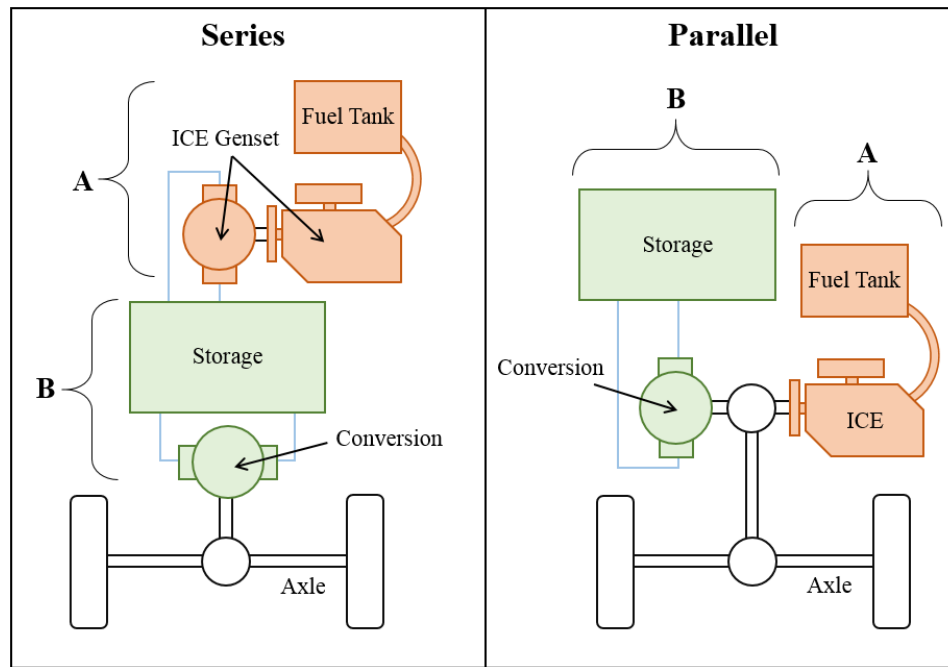 Series
Fuel Tank
ICE Genset
A
Storage
B
Conversion
Axle
Parallel
B
A
Storage
Fuel Tank
Conversion
ICE
Axle